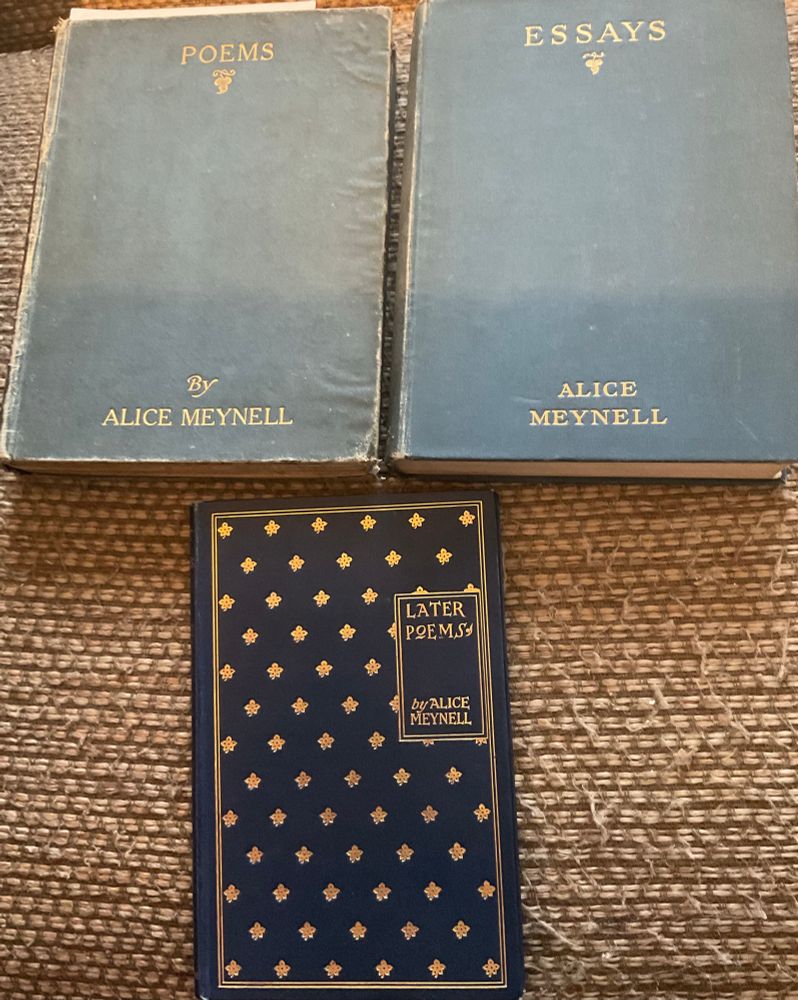 POEMS
By
ALICE MEYNELL
ESSAYS
ALICE
MEYNELL
LATER
POEMS
by ALICE
MEYNELL